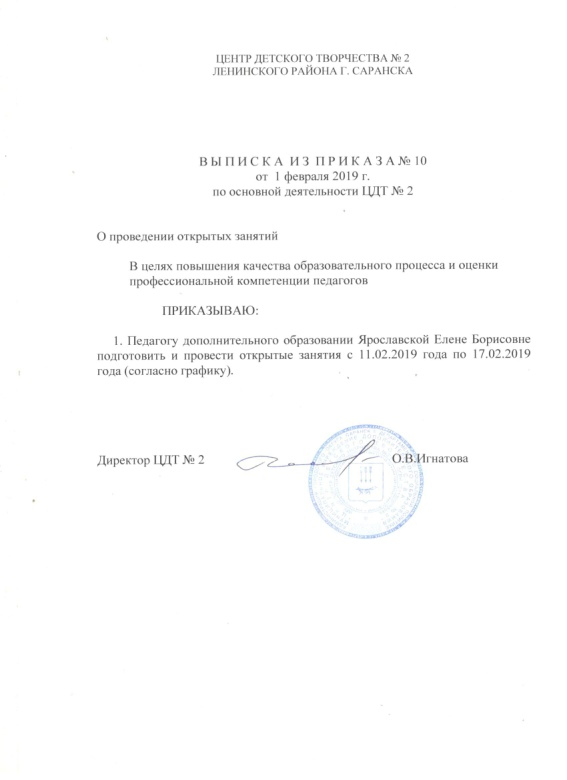 ЦЕНТР ДЕТСКОГО ТВОРЧЕСТВА № 2
ЛЕНИНСКОГО РАЙОНА Г. САРАНСКА
В Ы П И С К А И З П Р И К А З А № 10
от 1 февраля 2019 г.
по основной деятельности ЦДТ № 2
О проведении открытых занятий
В целях повышения качества образовательного процесса и оценки
профессиональной компетенции педагогов
ПРИКАЗЫВАЮ:
1. Педагогу дополнительного образовании Ярославской Елене Борисовне
подготовить и провести открытые занятия с 11.02.2019 года по 17.02.2019
года (согласно графику).
Директор ЦДТ № 2 О.В.Игнатова